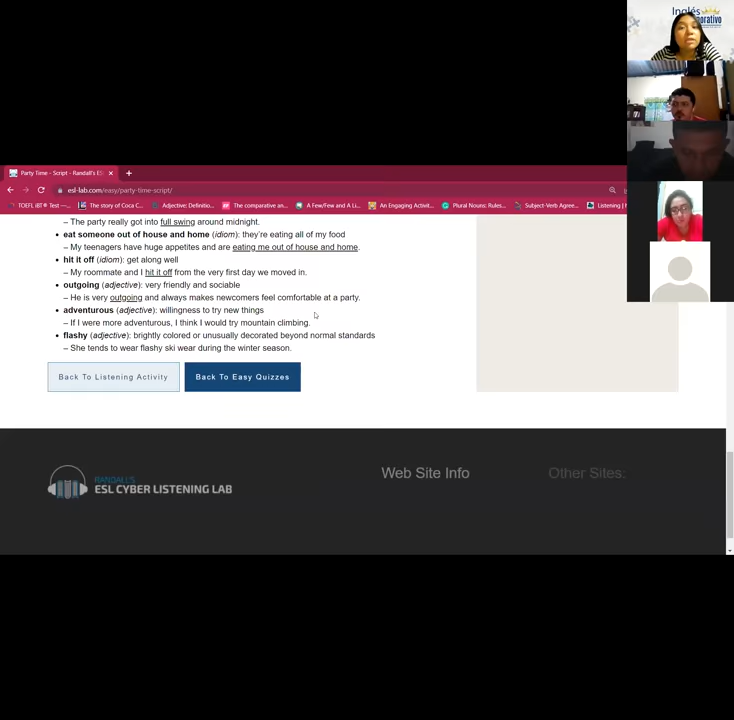 Inglés
orporativo
Party Time - Script - Randall's ES
esl-lab.com/easy/party-time-script/
TOEFL iBT® Test —...
The story of Coca C...
Adjective: Definitio...
The comparative an...
A Few/Few and A Li...
An Engaging Activit...
Plural Nouns: Rules...
Subject-Verb Agree...
Listening |
– The party really got into full swing around midnight.
• eat someone out of house and home (idiom): they're eating all of my food
– My teenagers have huge appetites and are eating me out of house and home.
• hit it off (idiom): get along well
– My roommate and I hit it off from the very first day we moved in.
• outgoing (adjective): very friendly and sociable
– He is very outgoing and always makes newcomers feel comfortable at a party.
• adventurous (adjective): willingness to try new things
– If I were more adventurous, I think I would try mountain climbing.
• flashy (adjective): brightly colored or unusually decorated beyond normal standards
– She tends to wear flashy ski wear during the winter season.
Back To Listening Activity
Back To Easy Quizzes
RANDALL'S
ESL CYBER LISTENING LAB
Web Site Info
Other Sites: